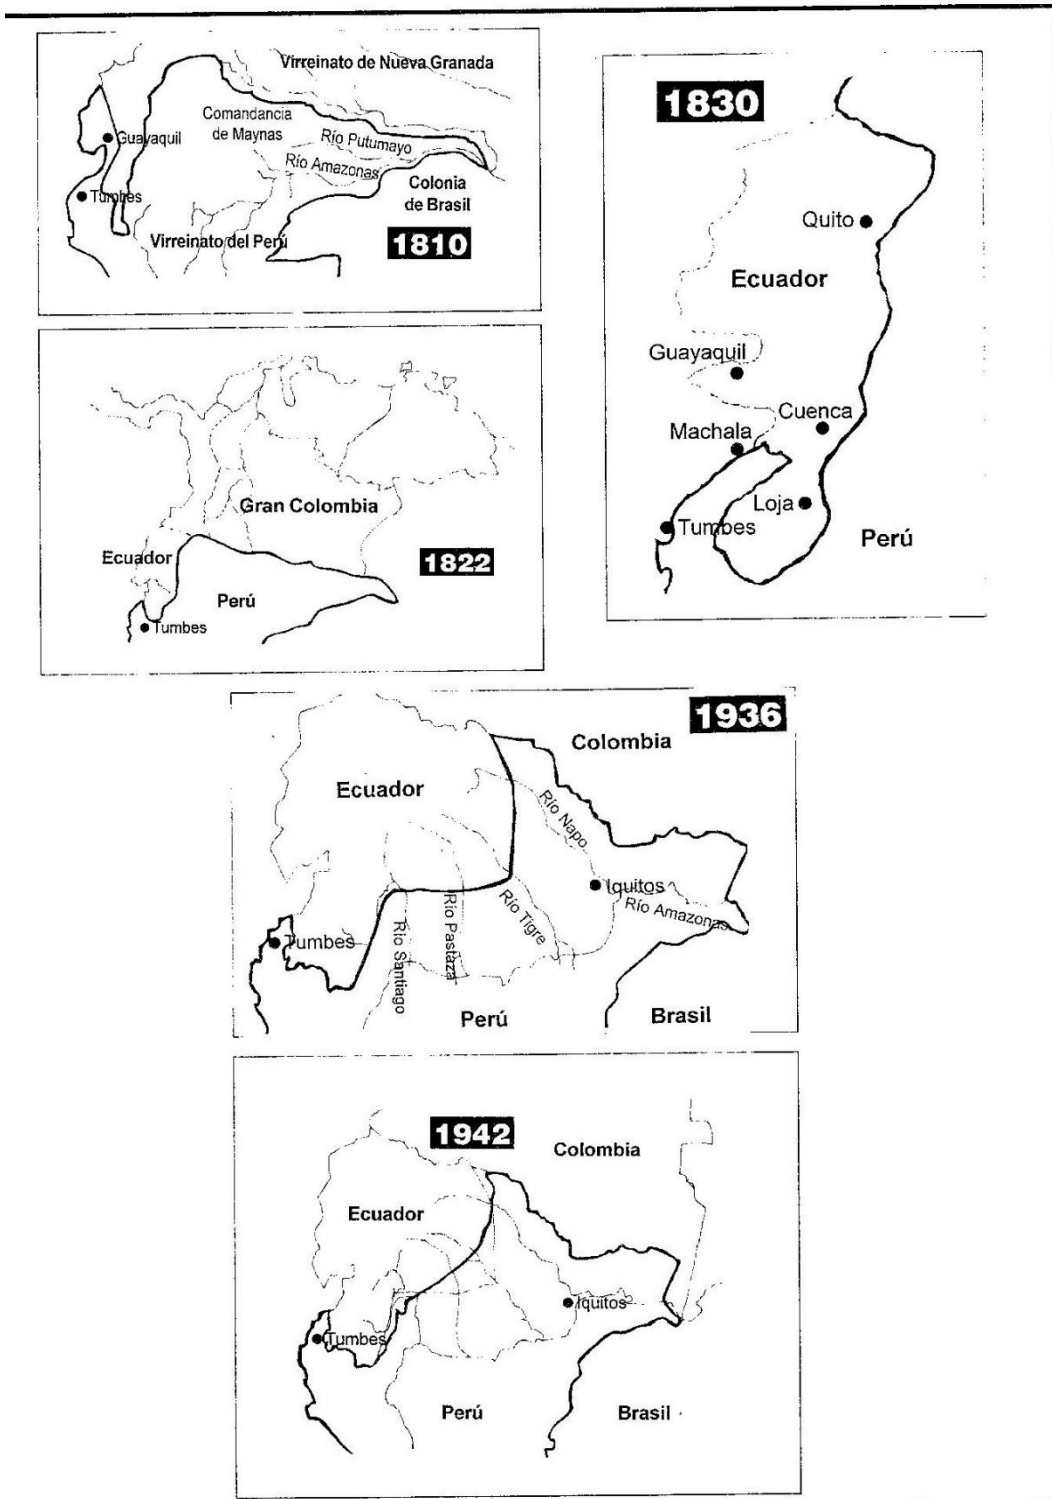 Virreinato de Nueva Granada
Comandancia
de Maynas
Guayaquil
Río Putumayo
Río Amazonas
Tumbes
Colonia
de Brasil
Virreinato del Perú
1810
1830
Quito
Ecuador
Guayaquil
Cuenca
Machala
Loja
Tumbes
Perú
Gran Colombia
Ecuador
1822
Perú
Tumbes
1936
Colombia
Ecuador
Río Napo
Iquitos
Río Amazonas
Río Tigre
Río Pastaza
Río Santiago
Tumbes
Perú
Brasil
1942
Colombia
Ecuador
Iquitos
Tumbes
Perú
Brasil